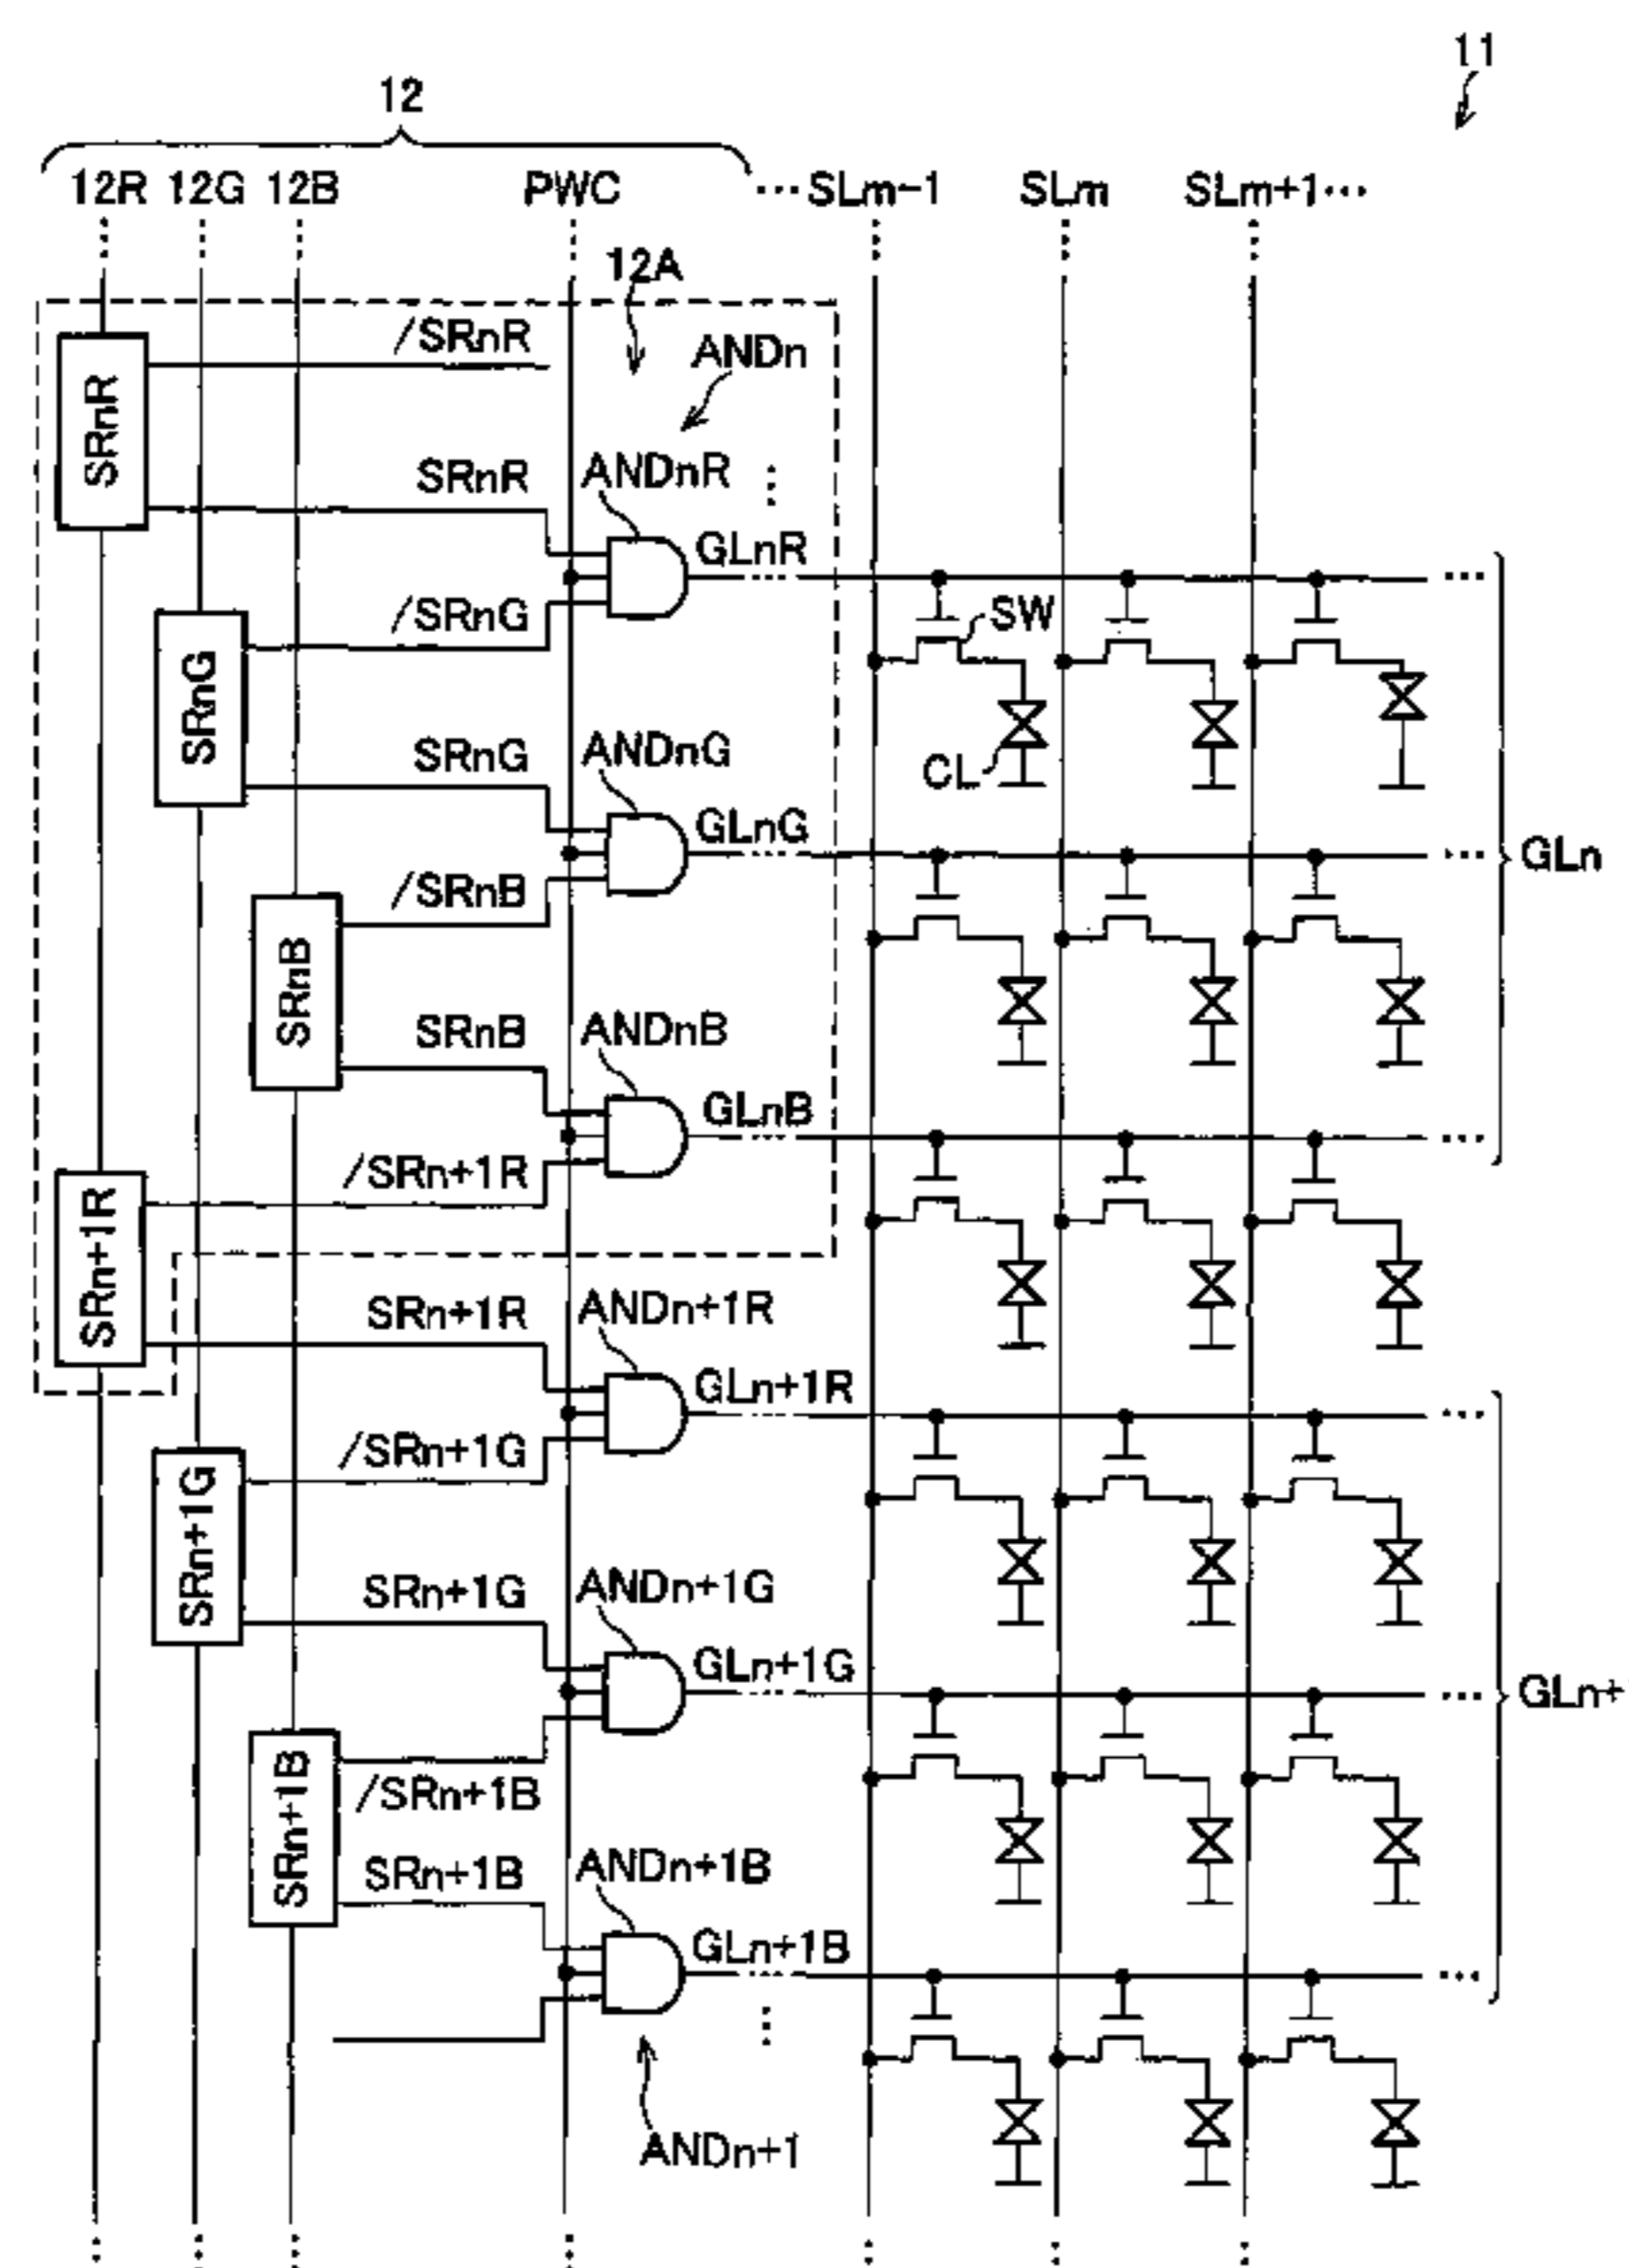 11
12
12R 12G 12B PWC ... SLm-1 SLm SLm+1...
12A
/SRnR
ANDn
SRnR
SRnR ANDnR
GLnR
/SRnG
SW
SRnG
SRnG ANDnG
CL
GLnG
GLn
/SRnB
SRnB
SRnB ANDnB
GLnB
/SRn+1R
SRn+1R
SRn+1R ANDn+1R
GLn+1R
/SRn+1G
SRn+1G
SRn+1G ANDn+1G
GLn+1G
GLn+
/SRn+1B
SRn+1B
SRn+1B ANDn+1B
GLn+1B
ANDn+1